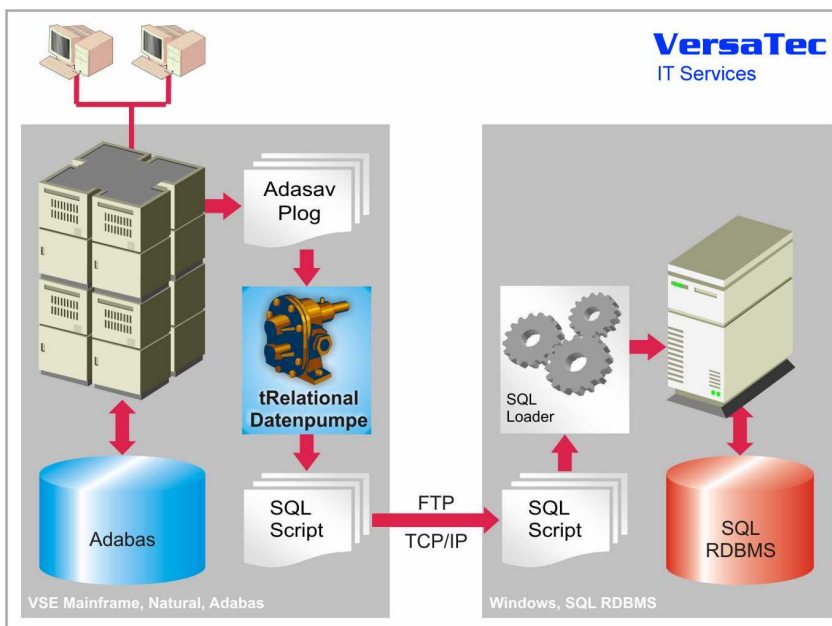 VersaTec
IT Services
Adasav
Plog
tRelational
Datenpumpe
SQL
Script
Adabas
VSE Mainframe, Natural, Adabas
FTP
TCP/IP
SQL
Loader
SQL
Script
SQL
RDBMS
Windows, SQL RDBMS